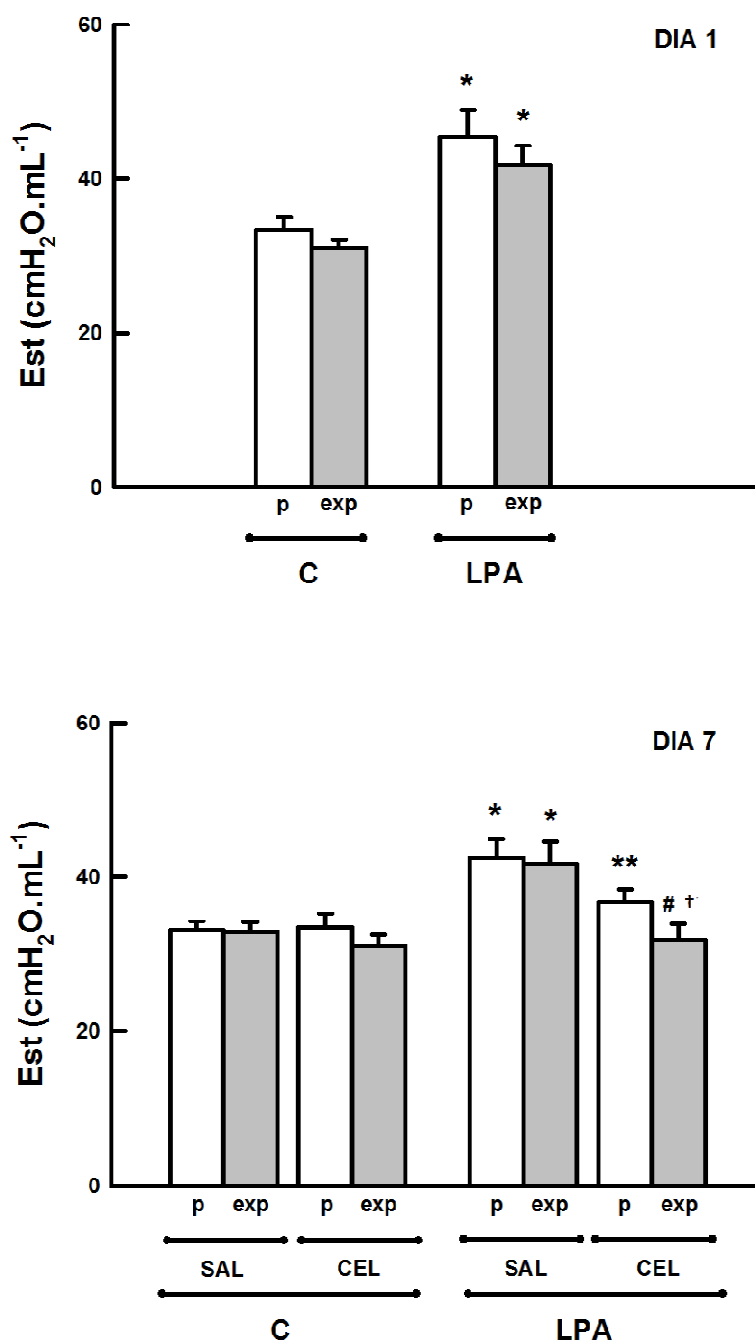 60
DIA 1
*
*
Est (cmH₂O.mL⁻¹)
40
20
0
p exp p exp
C LPA
60
DIA 7
*
*
**
# †
Est (cmH₂O.mL⁻¹)
40
20
0
p exp p exp p exp p exp
SAL CEL SAL CEL
C LPA